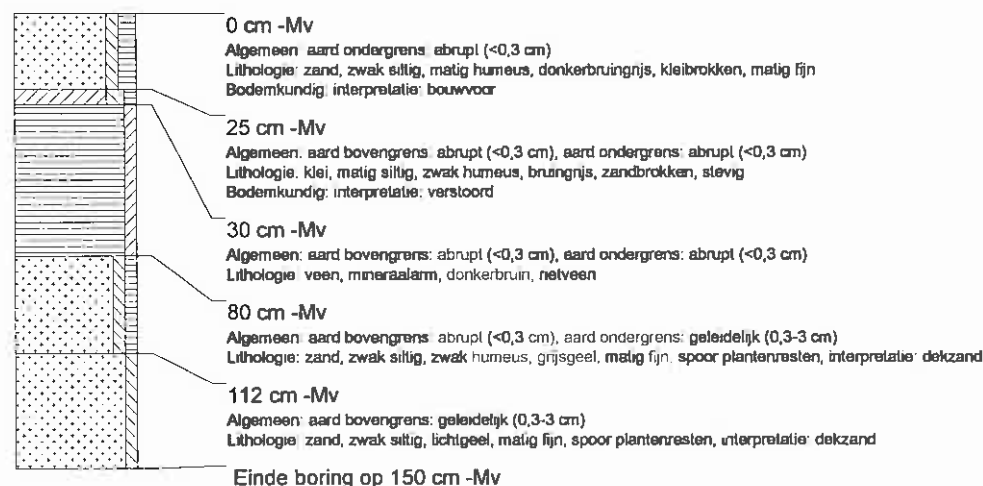 0 cm -Mv
Algemeen: aard ondergrens: abrupt (<0,3 cm)
Lithologie: zand, zwak siltig, matig humeus, donkerbruingrijs, kleibrokken, matig fijn
Bodemkundig: interpretatie: bouwvoor
25 cm -Mv
Algemeen: aard bovengrens: abrupt (<0,3 cm), aard ondergrens: abrupt (<0,3 cm)
Lithologie: klei, matig siltig, zwak humeus, bruingrijs, zandbrokken, stevig
Bodemkundig: interpretatie: verstoord
30 cm -Mv
Algemeen: aard bovengrens: abrupt (<0,3 cm), aard ondergrens: abrupt (<0,3 cm)
Lithologie: veen, mineraalarm, donkerbruin, rietveen
80 cm -Mv
Algemeen: aard bovengrens: abrupt (<0,3 cm), aard ondergrens: geleidelijk (0,3-3 cm)
Lithologie: zand, zwak siltig, zwak humeus, grijsgeel, matig fijn, spoor plantenresten, interpretatie: dekzand
112 cm -Mv
Algemeen: aard bovengrens: geleidelijk (0,3-3 cm)
Lithologie: zand, zwak siltig, lichtgeel, matig fijn, spoor plantenresten, interpretatie: dekzand
Einde boring op 150 cm -Mv